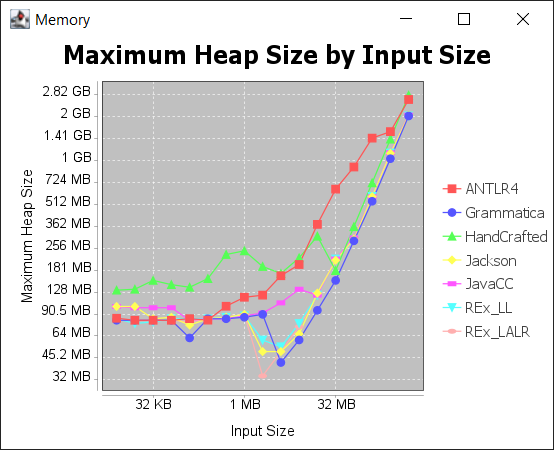 Memory
Maximum Heap Size by Input Size
Maximum Heap Size
2.82 GB
2 GB
1.41 GB
1 GB
724 MB
512 MB
362 MB
256 MB
181 MB
128 MB
90.5 MB
64 MB
45.2 MB
32 MB
32 KB
1 MB
32 MB
Input Size
ANTLR4
Grammatica
HandCrafted
Jackson
JavaCC
REx_LL
REx_LALR